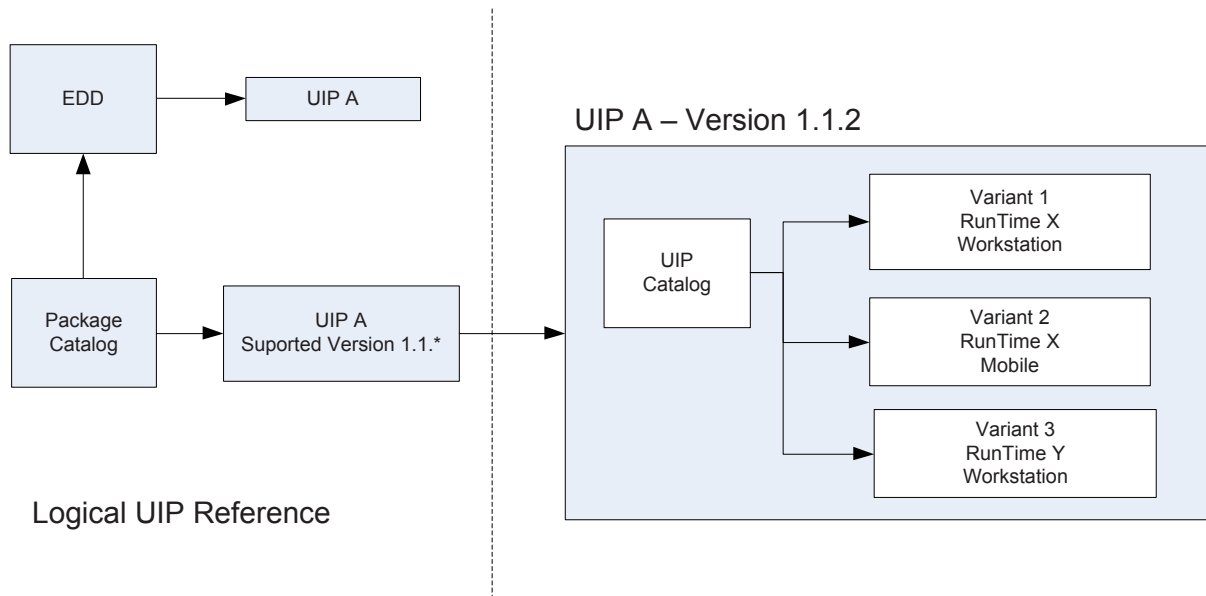 EDD
UIP A
UIP A – Version 1.1.2
Variant 1
RunTime X
Workstation
UIP
Catalog
Package
Catalog
UIP A
Suported Version 1.1.*
Variant 2
RunTime X
Mobile
Variant 3
RunTime Y
Workstation
Logical UIP Reference